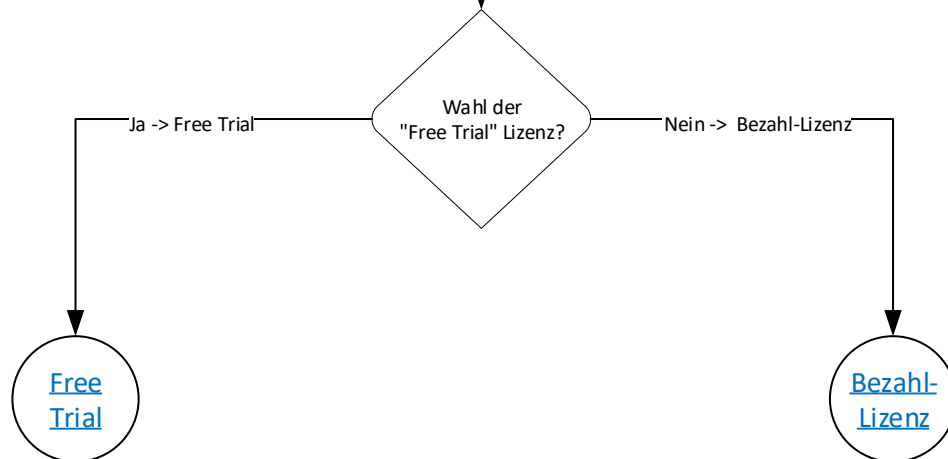 Wahl der
"Free Trial" Lizenz?
Ja -> Free Trial
Nein -> Bezahl-Lizenz
Free
Trial
Bezahl-
Lizenz